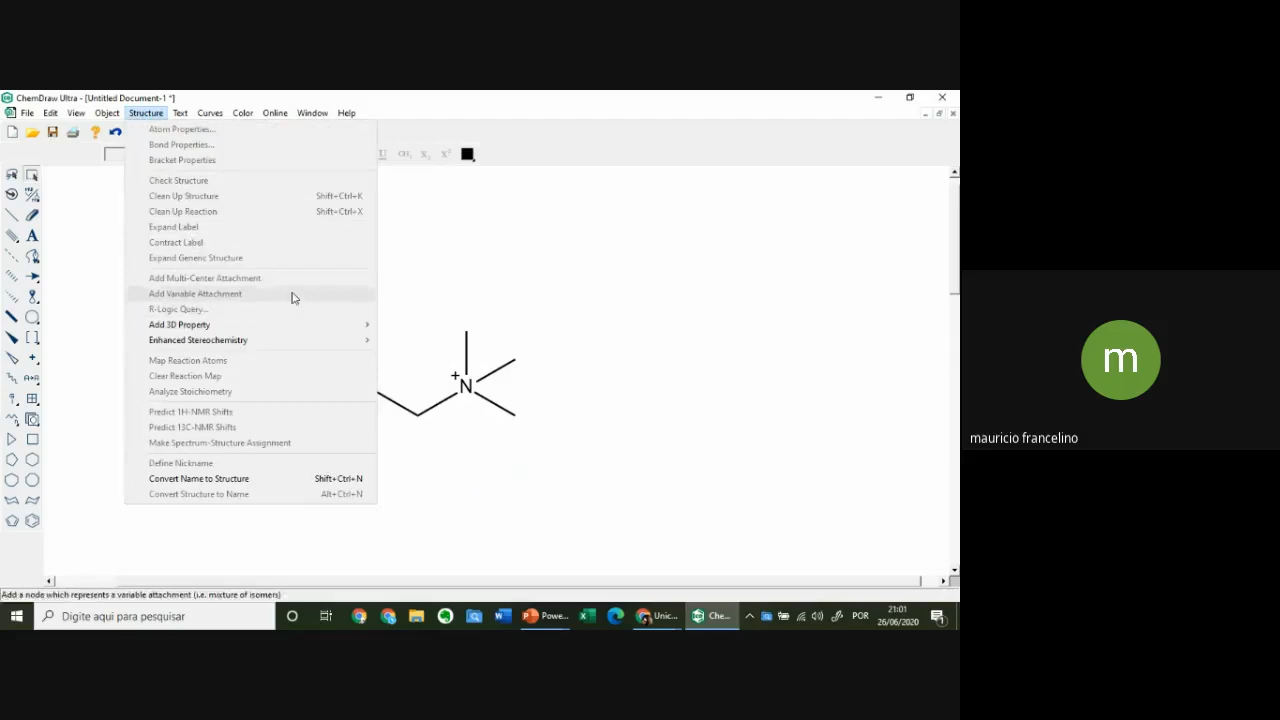 ChemDraw Ultra - [Untitled Document-1 *]
File Edit View Object Structure Text Curves Color Online Window Help
Atom Properties...
Bond Properties...
Bracket Properties
Check Structure
Clean Up Structure Shift+Ctrl+K
Clean Up Reaction Shift+Ctrl+X
Expand Label
Contract Label
Expand Generic Structure
Add Multi-Center Attachment
Add Variable Attachment
R-Logic Query...
Add 3D Property
Enhanced Stereochemistry
Map Reaction Atoms
Clear Reaction Map
Analyze Stoichiometry
Predict 1H-NMR Shifts
Predict 13C-NMR Shifts
Make Spectrum-Structure Assignment
Define Nickname
Convert Name to Structure Shift+Ctrl+N
Convert Structure to Name Alt+Ctrl+N
+
N
m
mauricio francelino
Add a node which represents a variable attachment (i.e. mixture of isomers)
Digite aqui para pesquisar
Powe... Unic... Che...
POR
21:01
26/06/2020